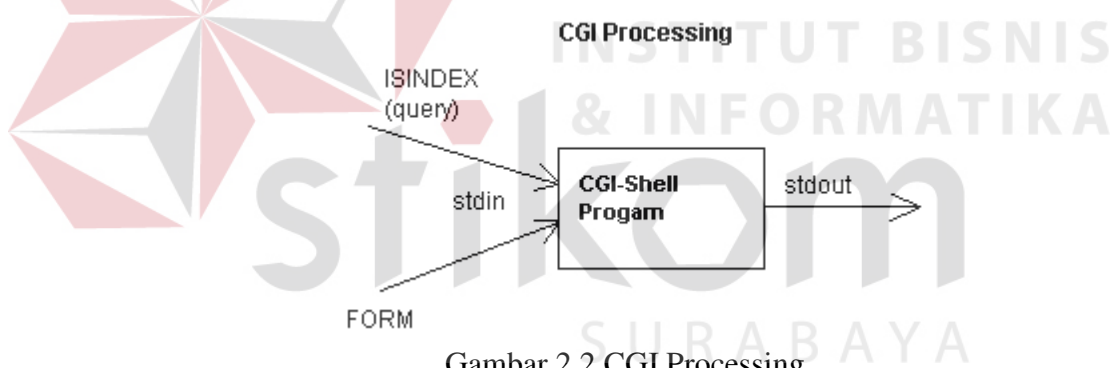 CGI Processing
INSTITUT BISNIS
& INFORMATIKA
stikom
SURABAYA
ISINDEX
(query)
stdin
CGI-Shell
Progam
stdout
FORM
Gambar 2.2 CGI Processing